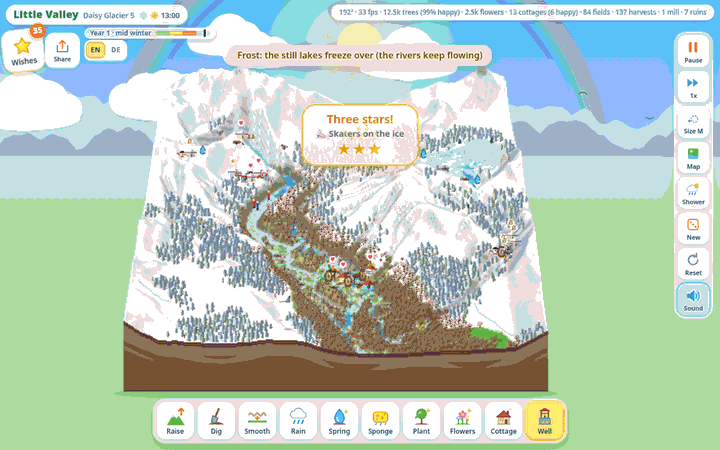 Little Valley Daisy Glacier 5 13:00
192² · 33 fps · 12.5k trees (99% happy) · 2.5k flowers · 13 cottages (6 happy) · 84 fields · 137 harvests · 1 mill · 7 ruins
35
Wishes
Share
Year 1 · mid winter
EN
DE
Frost: the still lakes freeze over (the rivers keep flowing)
Three stars!
Skaters on the ice
Pause
1x
Size M
Map
Shower
New
Reset
Sound
Raise
Dig
Smooth
Rain
Spring
Sponge
Plant
Flowers
Cottage
Well